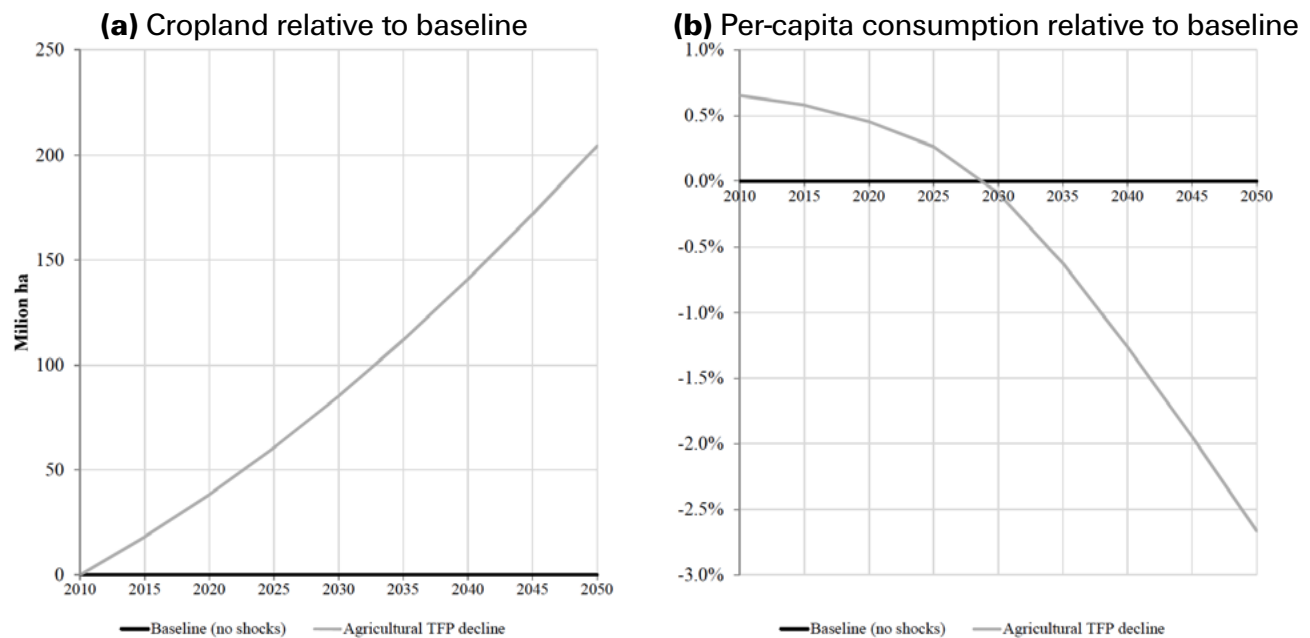 (a) Cropland relative to baseline
250
200
150
100
50
0
Milion ha
2010 2015 2020 2025 2030 2035 2040 2045 2050
Baseline (no shocks) Agricultural TFP decline
(b) Per-capita consumption relative to baseline
1.0%
0.5%
0.0%
2010 2015 2020 2025 2030 2035 2040 2045 2050
-0.5%
-1.0%
-1.5%
-2.0%
-2.5%
-3.0%
Baseline (no shocks) Agricultural TFP decline